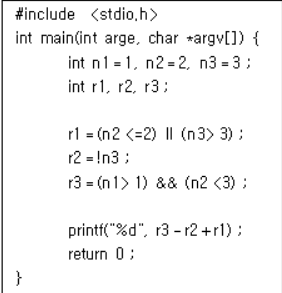 #include <stdio.h>
int main(int arge, char *argv[]) {
int n1 = 1, n2 = 2, n3 = 3 ;
int r1, r2, r3 ;
r1 = (n2 <=2) || (n3> 3) ;
r2 = !n3 ;
r3 = (n1> 1) && (n2 <3) ;
printf("%d", r3 - r2 + r1) ;
return 0 ;
}